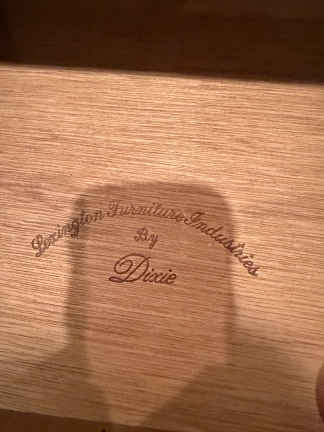 Lexington Furniture Industries
By
Dixie